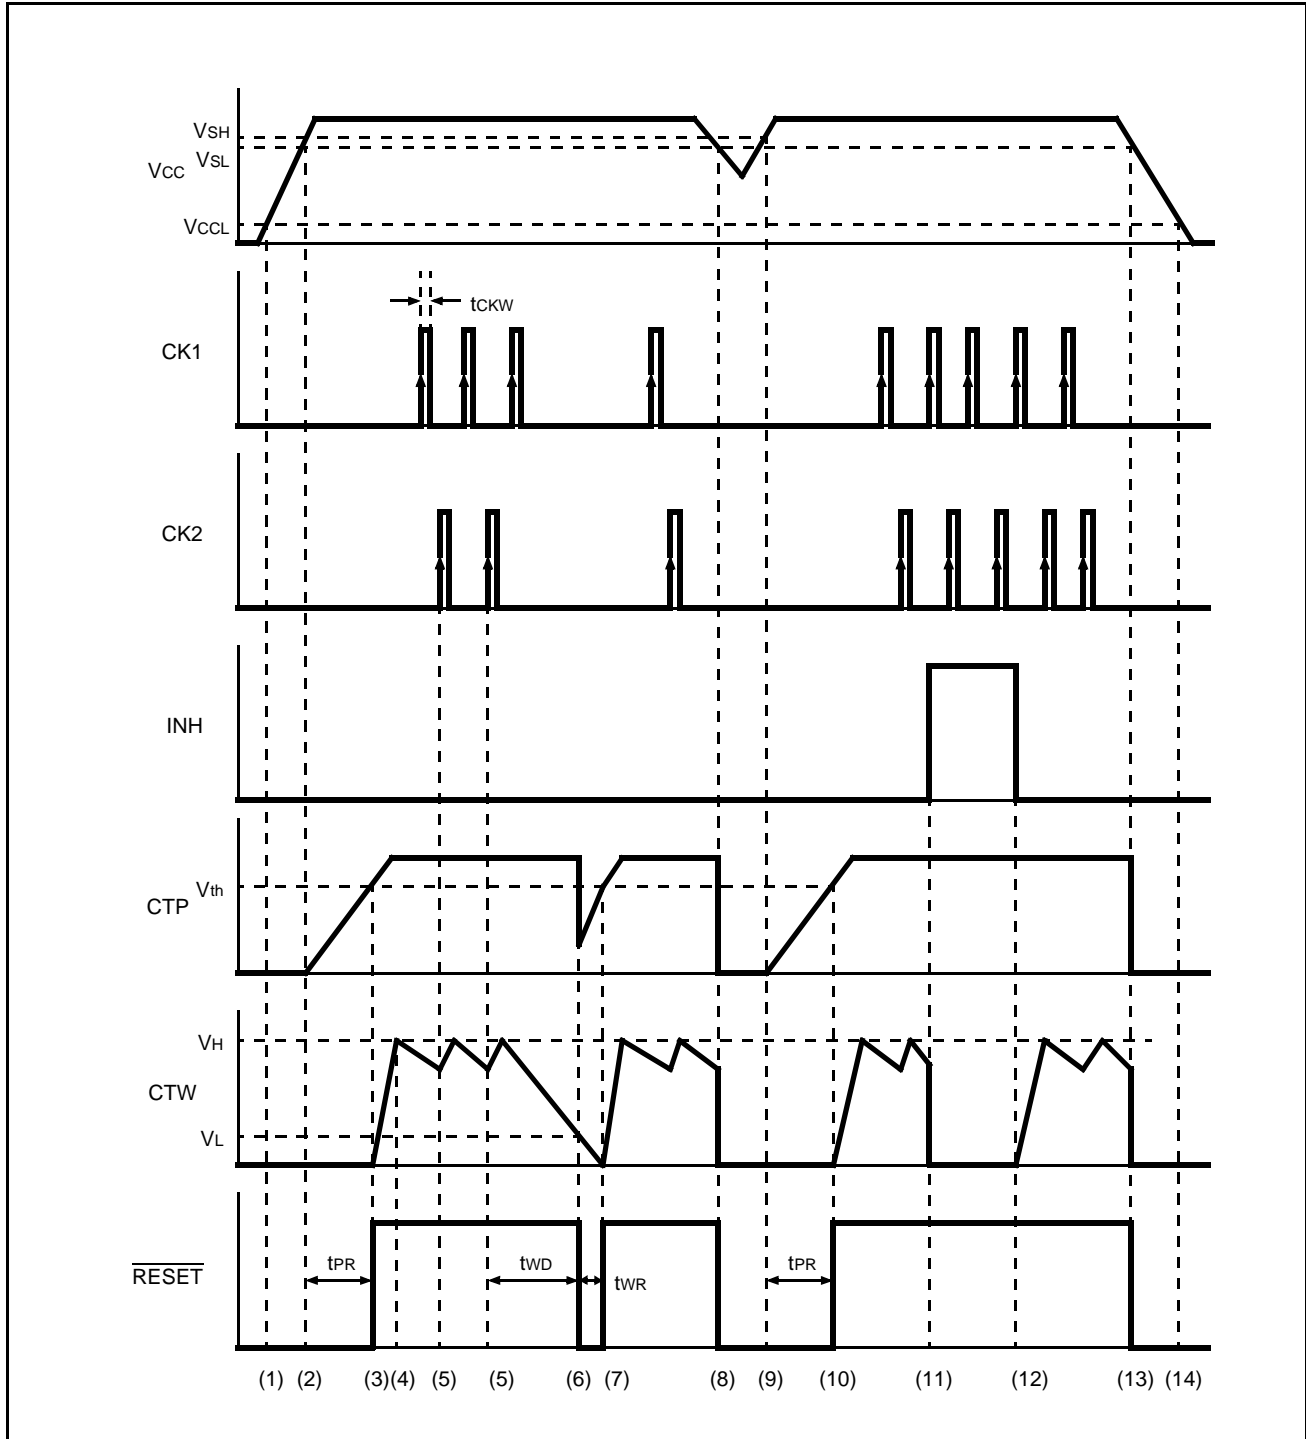 VSH
VSL
VCC
VCCL
tCKW
CK1
CK2
INH
Vth
CTP
VH
CTW
VL
RESET
tPR
tWD
tWR
tPR
(1) (2) (3) (4) (5) (5) (6) (7) (8) (9) (10) (11) (12) (13) (14)